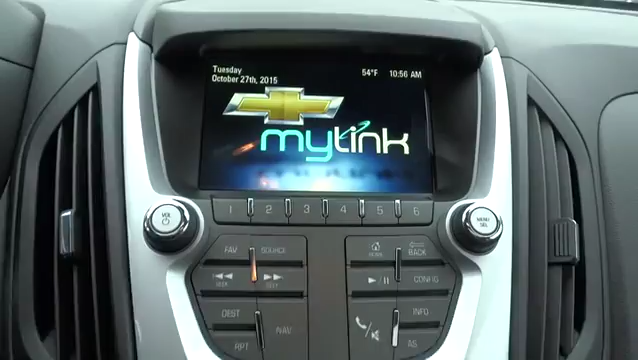 Tuesday
October 27th, 2015
54°F
10:56 AM
mylink
1 2 3 4 5 6
VOL
MENU
SEL
FAV SOURCE
SEEK SEEK
DEST NAV
RPT
HOME BACK
CONFIG
INFO
AS